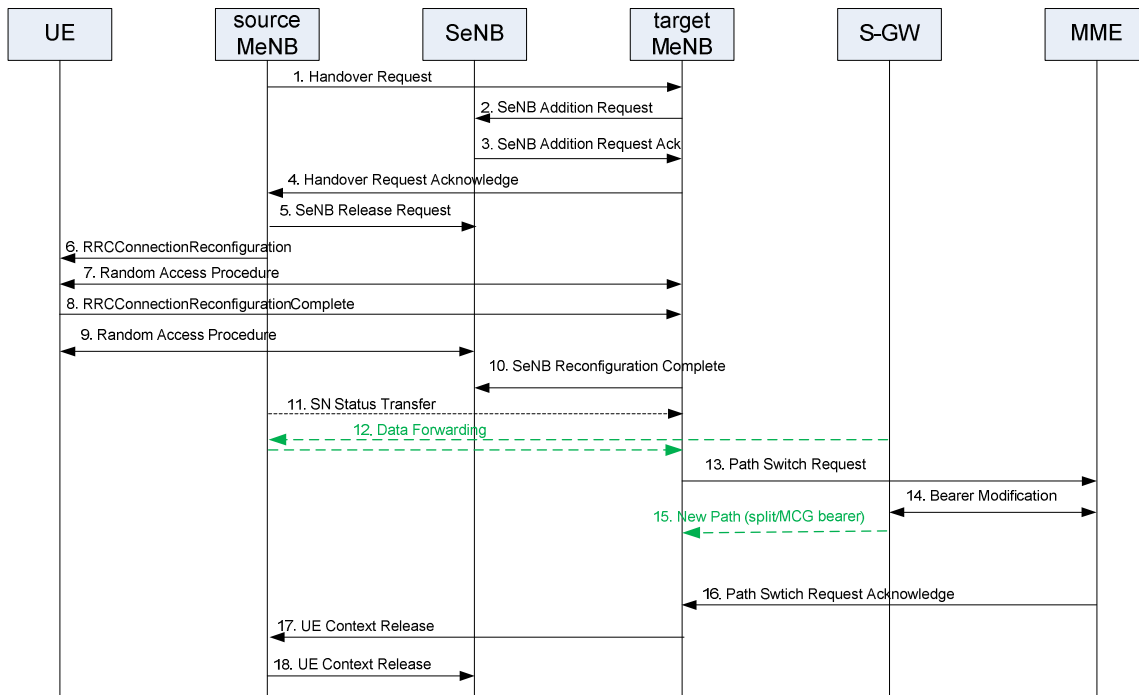 UE
source
MeNB
SeNB
target
MeNB
S-GW
MME
1. Handover Request
2. SeNB Addition Request
3. SeNB Addition Request Ack
4. Handover Request Acknowledge
5. SeNB Release Request
6. RRCConnectionReconfiguration
7. Random Access Procedure
8. RRCConnectionReconfigurationComplete
9. Random Access Procedure
10. SeNB Reconfiguration Complete
11. SN Status Transfer
12. Data Forwarding
13. Path Switch Request
14. Bearer Modification
15. New Path (split/MCG bearer)
16. Path Swtich Request Acknowledge
17. UE Context Release
18. UE Context Release